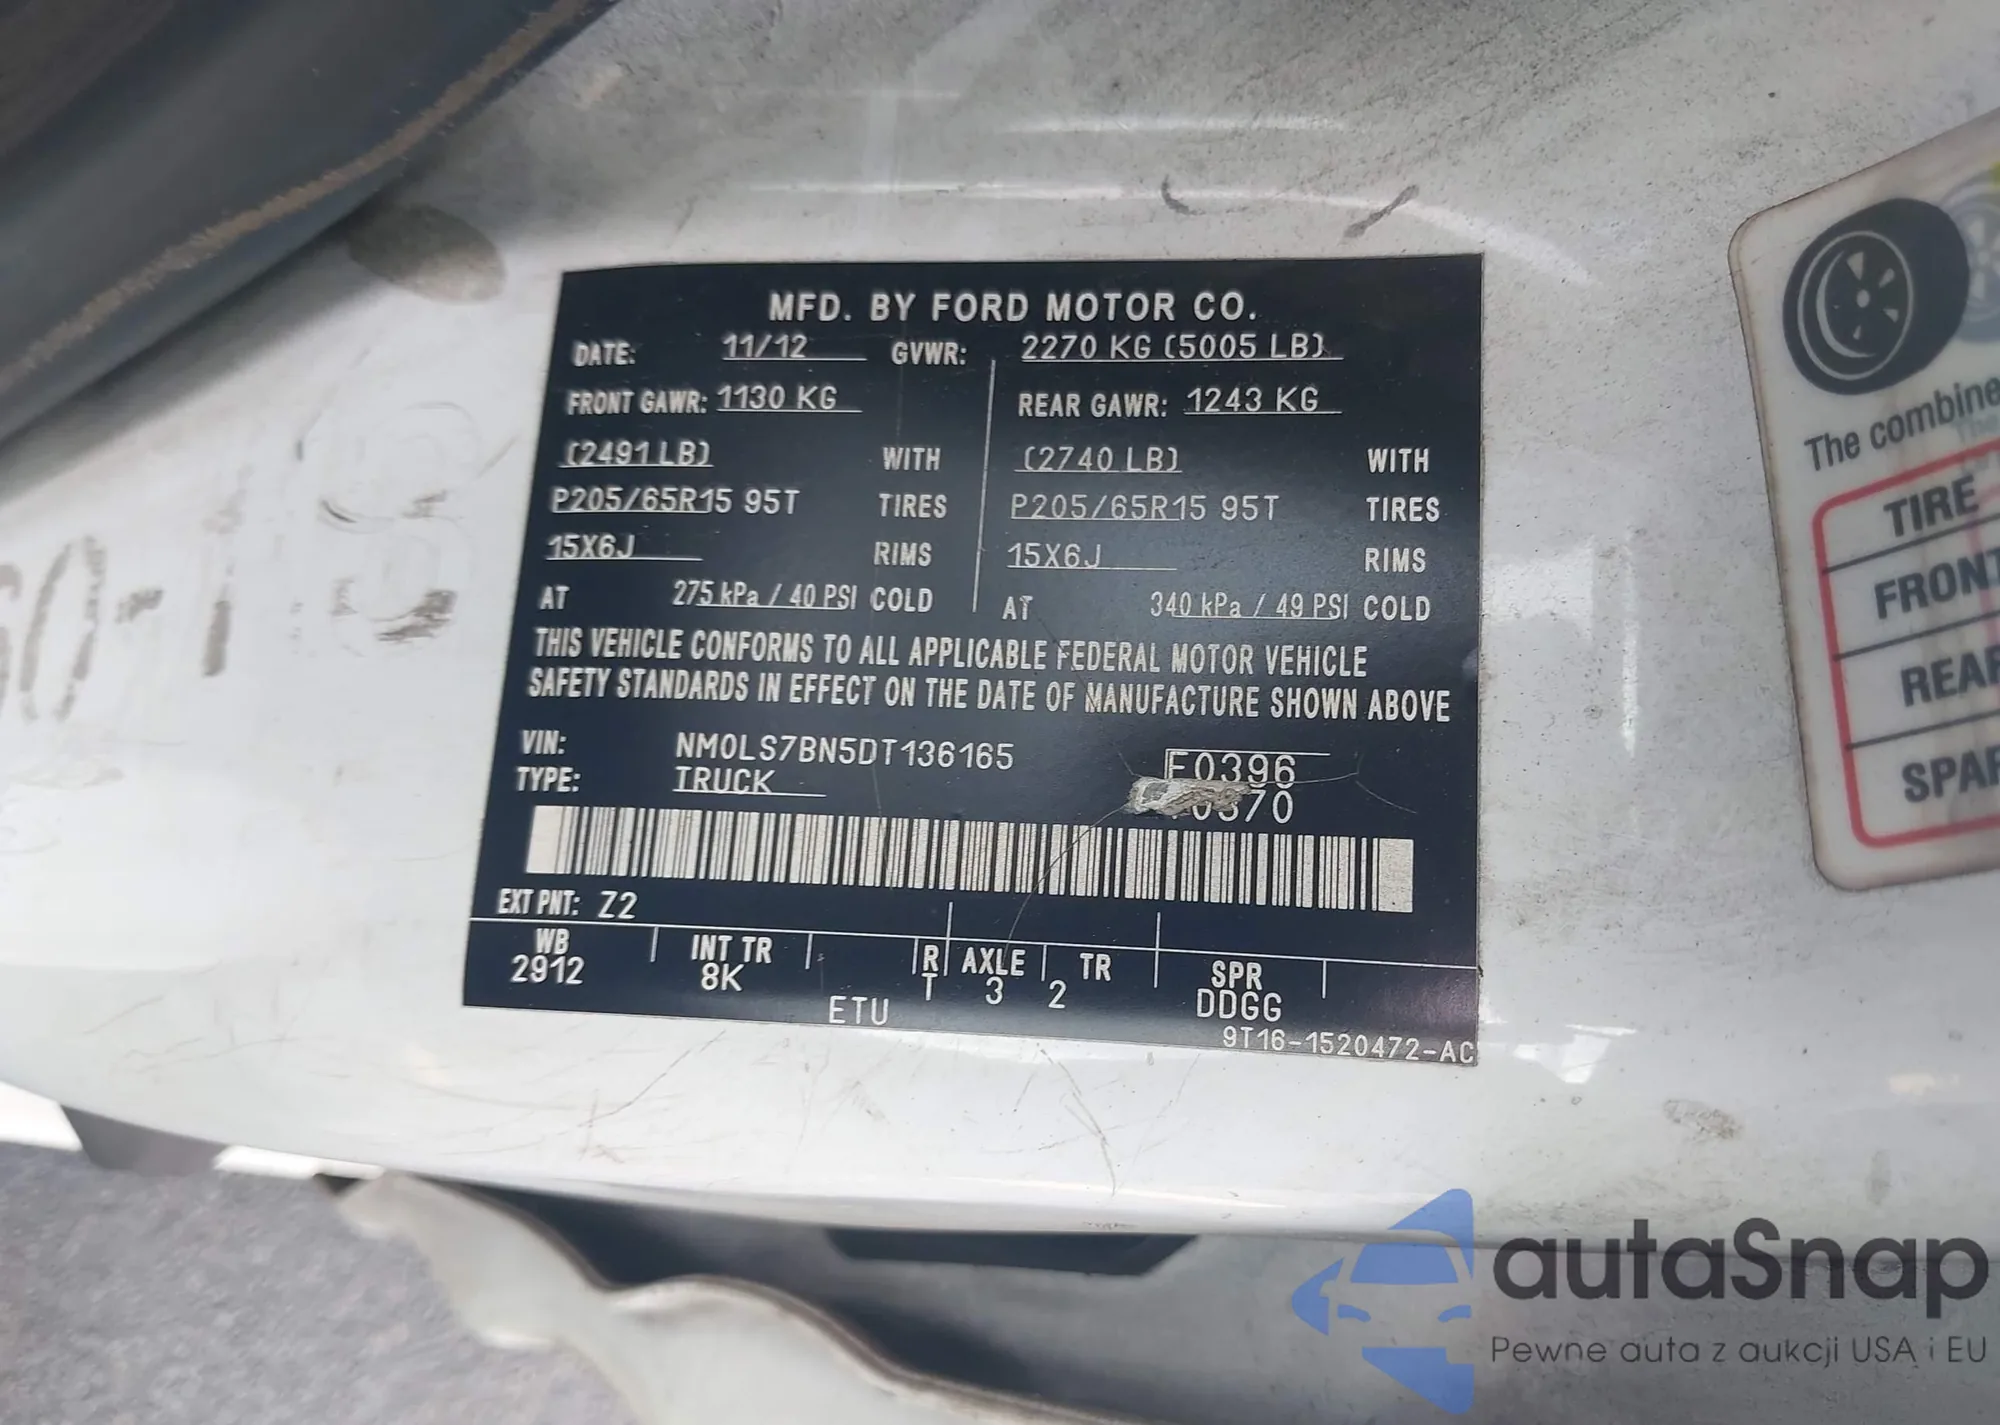 MFD. BY FORD MOTOR CO.
DATE: 11/12 GVWR: 2270 KG (5005 LB)
FRONT GAWR: 1130 KG REAR GAWR: 1243 KG
(2491 LB) WITH (2740 LB) WITH
P205/65R15 95T TIRES P205/65R15 95T TIRES
15X6J RIMS 15X6J RIMS
AT 275 kPa / 40 PSI COLD AT 340 kPa / 49 PSI COLD
THIS VEHICLE CONFORMS TO ALL APPLICABLE FEDERAL MOTOR VEHICLE
SAFETY STANDARDS IN EFFECT ON THE DATE OF MANUFACTURE SHOWN ABOVE
VIN: NM0LS7BN5DT136165 F0396
TYPE: TRUCK 0370
EXT PNT: Z2
WB INT TR R AXLE TR SPR
2912 8K T 3 2 DDGG
ETU
9T16-1520472-AC
The combine
TIRE
FRONT
REAR
SPAR
autaSnap
Pewne auta z aukcji USA i EU